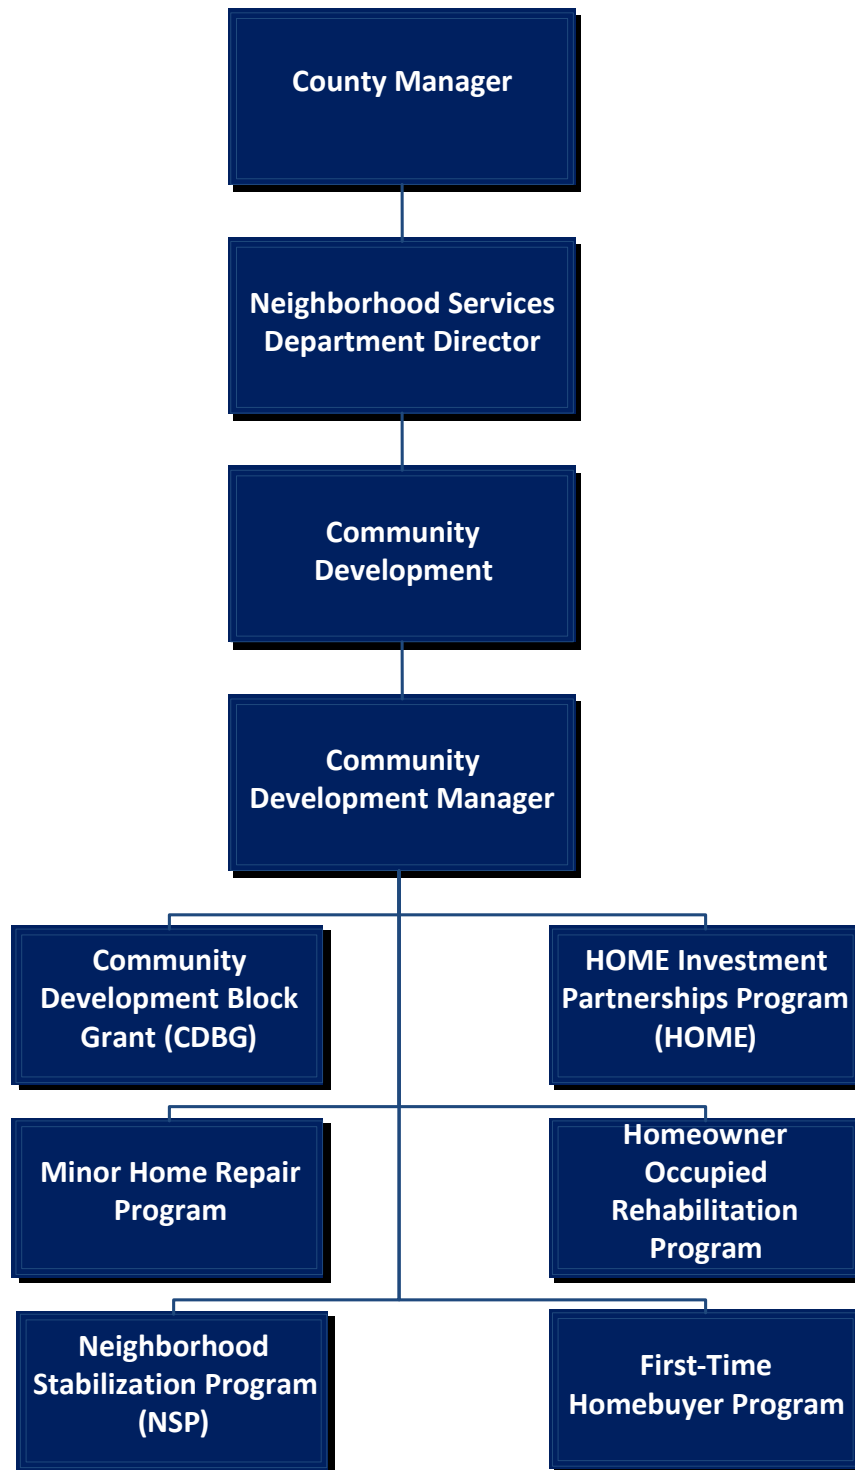 County Manager
Neighborhood Services
Department Director
Community
Development
Community
Development Manager
Community
Development Block
Grant (CDBG)
HOME Investment
Partnerships Program
(HOME)
Minor Home Repair
Program
Homeowner
Occupied
Rehabilitation
Program
Neighborhood
Stabilization Program
(NSP)
First-Time
Homebuyer Program